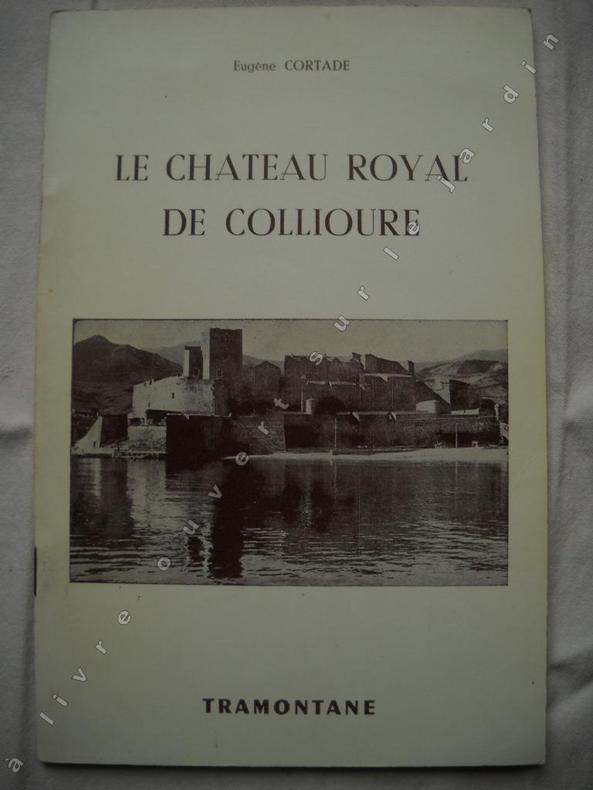 Eugène CORTADE
LE CHATEAU ROYAL
DE COLLIOURE
TRAMONTANE
à livre ouvert sur le jardin